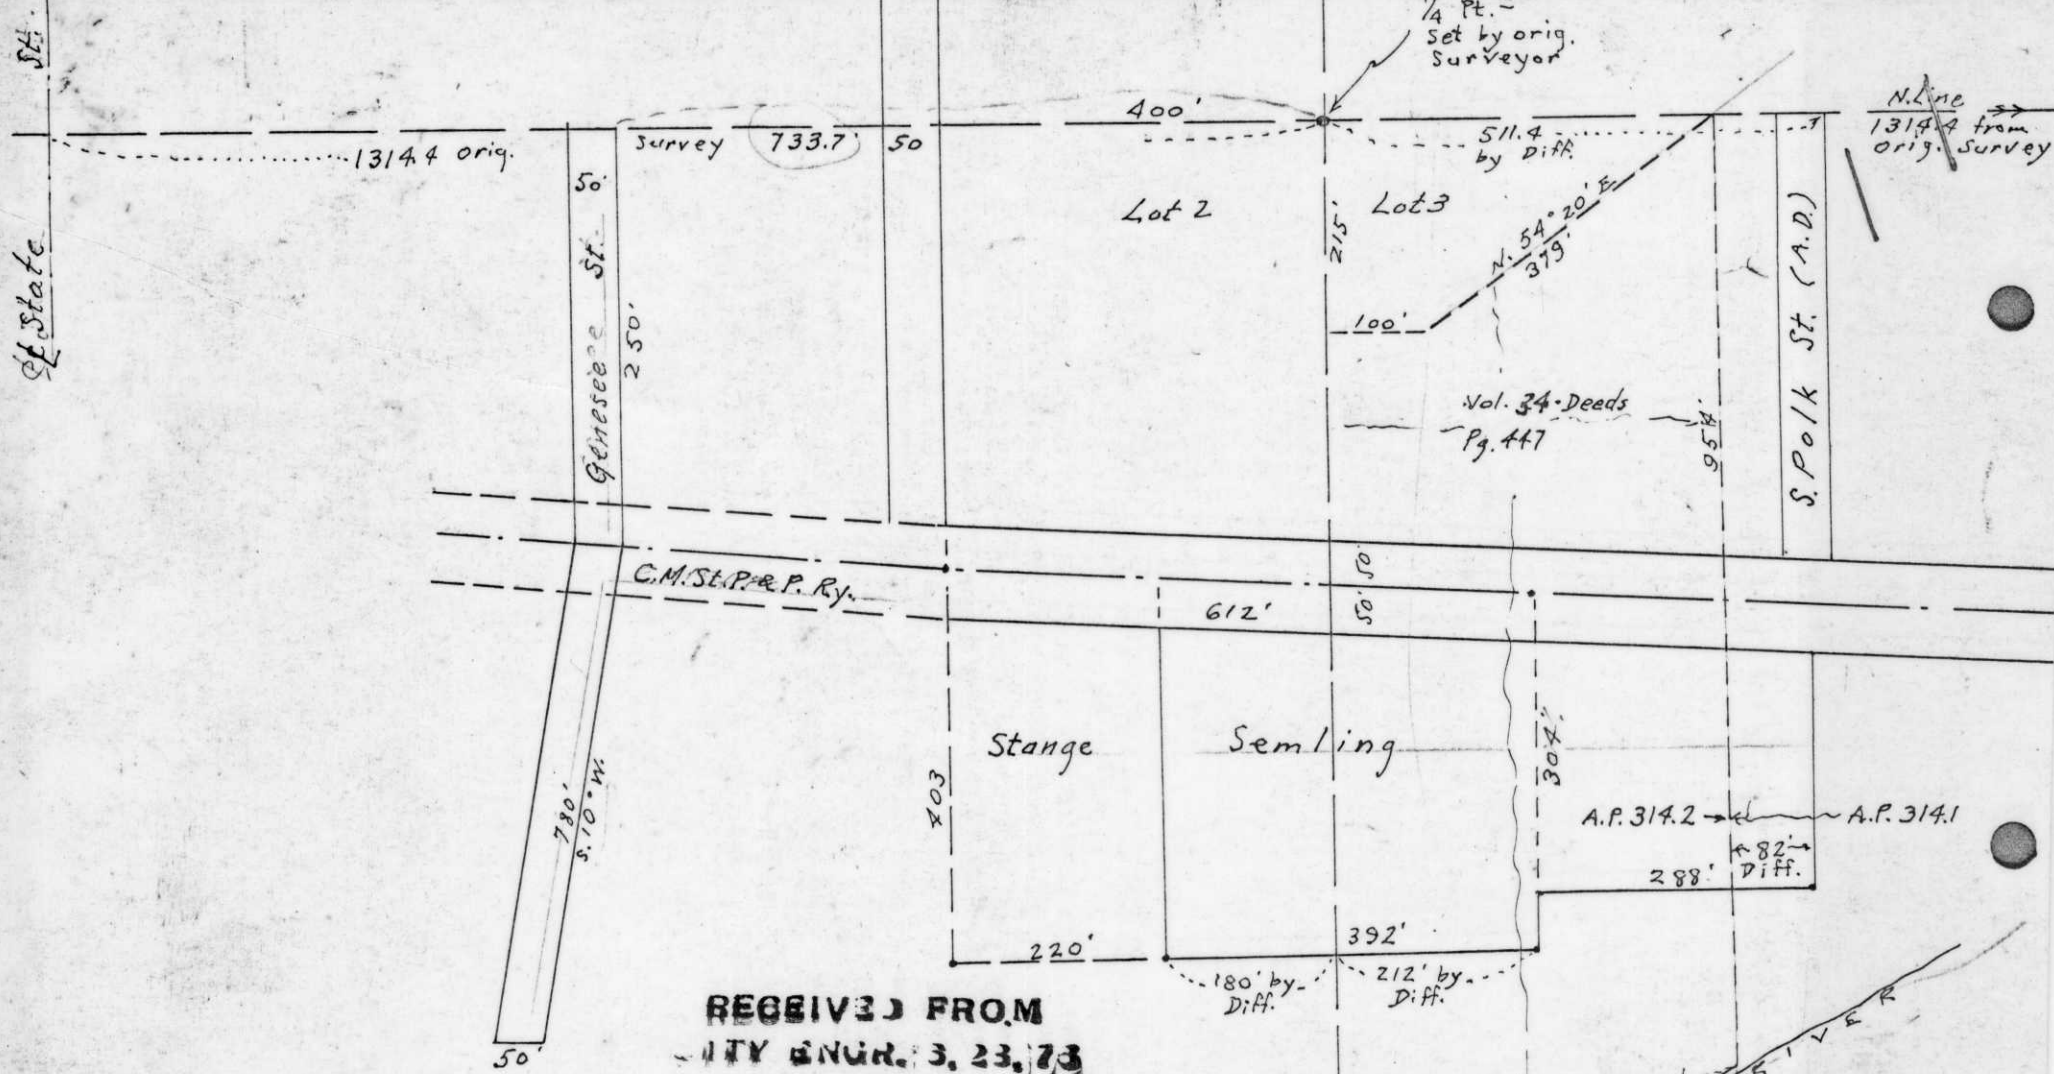 ¼ Pt. -
Set by orig.
Surveyor
St.
400'
N. Line
1314.4 from
orig. Survey
1314.4 orig.
Survey 733.7' 50
511.4
by Diff.
50'
Lot 2
Lot 3
215'
N. 54° 20' E
379'
S. Polk St. (A.D.)
℄ State
Genesee St.
250'
100'
Vol. 34 - Deeds
Pg. 447
954'
C.M. St. P. & P. Ry.
612'
50'
50'
Stange
Semling
304'
403
780'
S. 10° W.
A.P. 314.2
A.P. 314.1
82'
Diff.
288'
220'
392'
180' by
Diff.
212' by
Diff.
RECEIVED FROM
CITY ENGR. 3. 23. 73
50'
RIVER